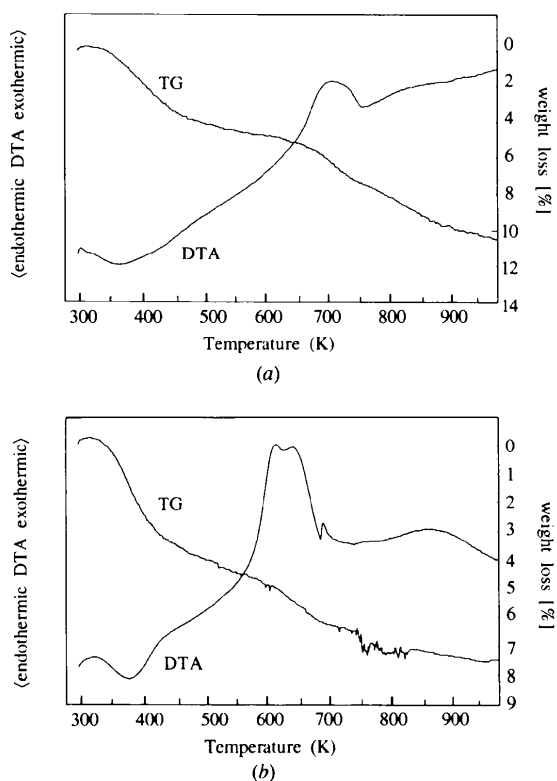 ⟨endothermic DTA exothermic⟩
TG
DTA
0
2
4
6
8
10
12
14
weight loss [%]
300 400 500 600 700 800 900
Temperature (K)
(a)
⟨endothermic DTA exothermic⟩
TG
DTA
0
1
2
3
4
5
6
7
8
9
weight loss [%]
300 400 500 600 700 800 900
Temperature (K)
(b)